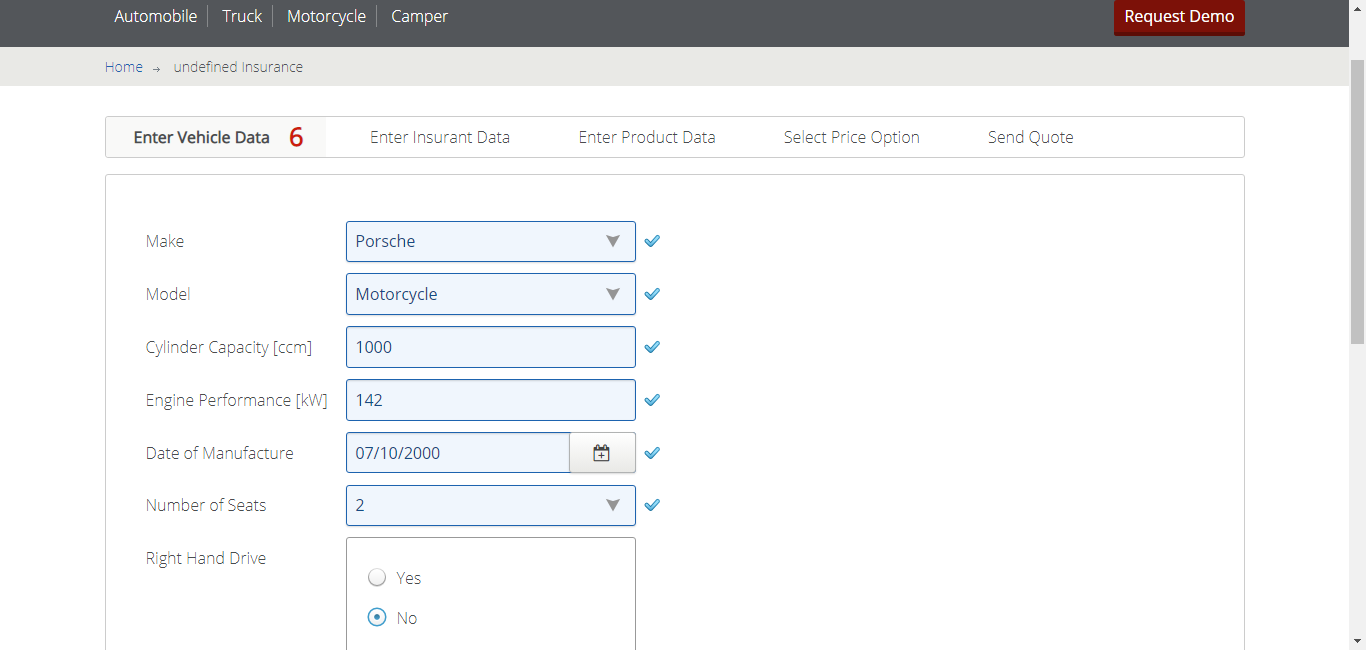 Automobile Truck Motorcycle Camper Request Demo
Home → undefined Insurance
Enter Vehicle Data 6 Enter Insurant Data Enter Product Data Select Price Option Send Quote
Make Porsche
Model Motorcycle
Cylinder Capacity [ccm] 1000
Engine Performance [kW] 142
Date of Manufacture 07/10/2000
Number of Seats 2
Right Hand Drive
Yes
No